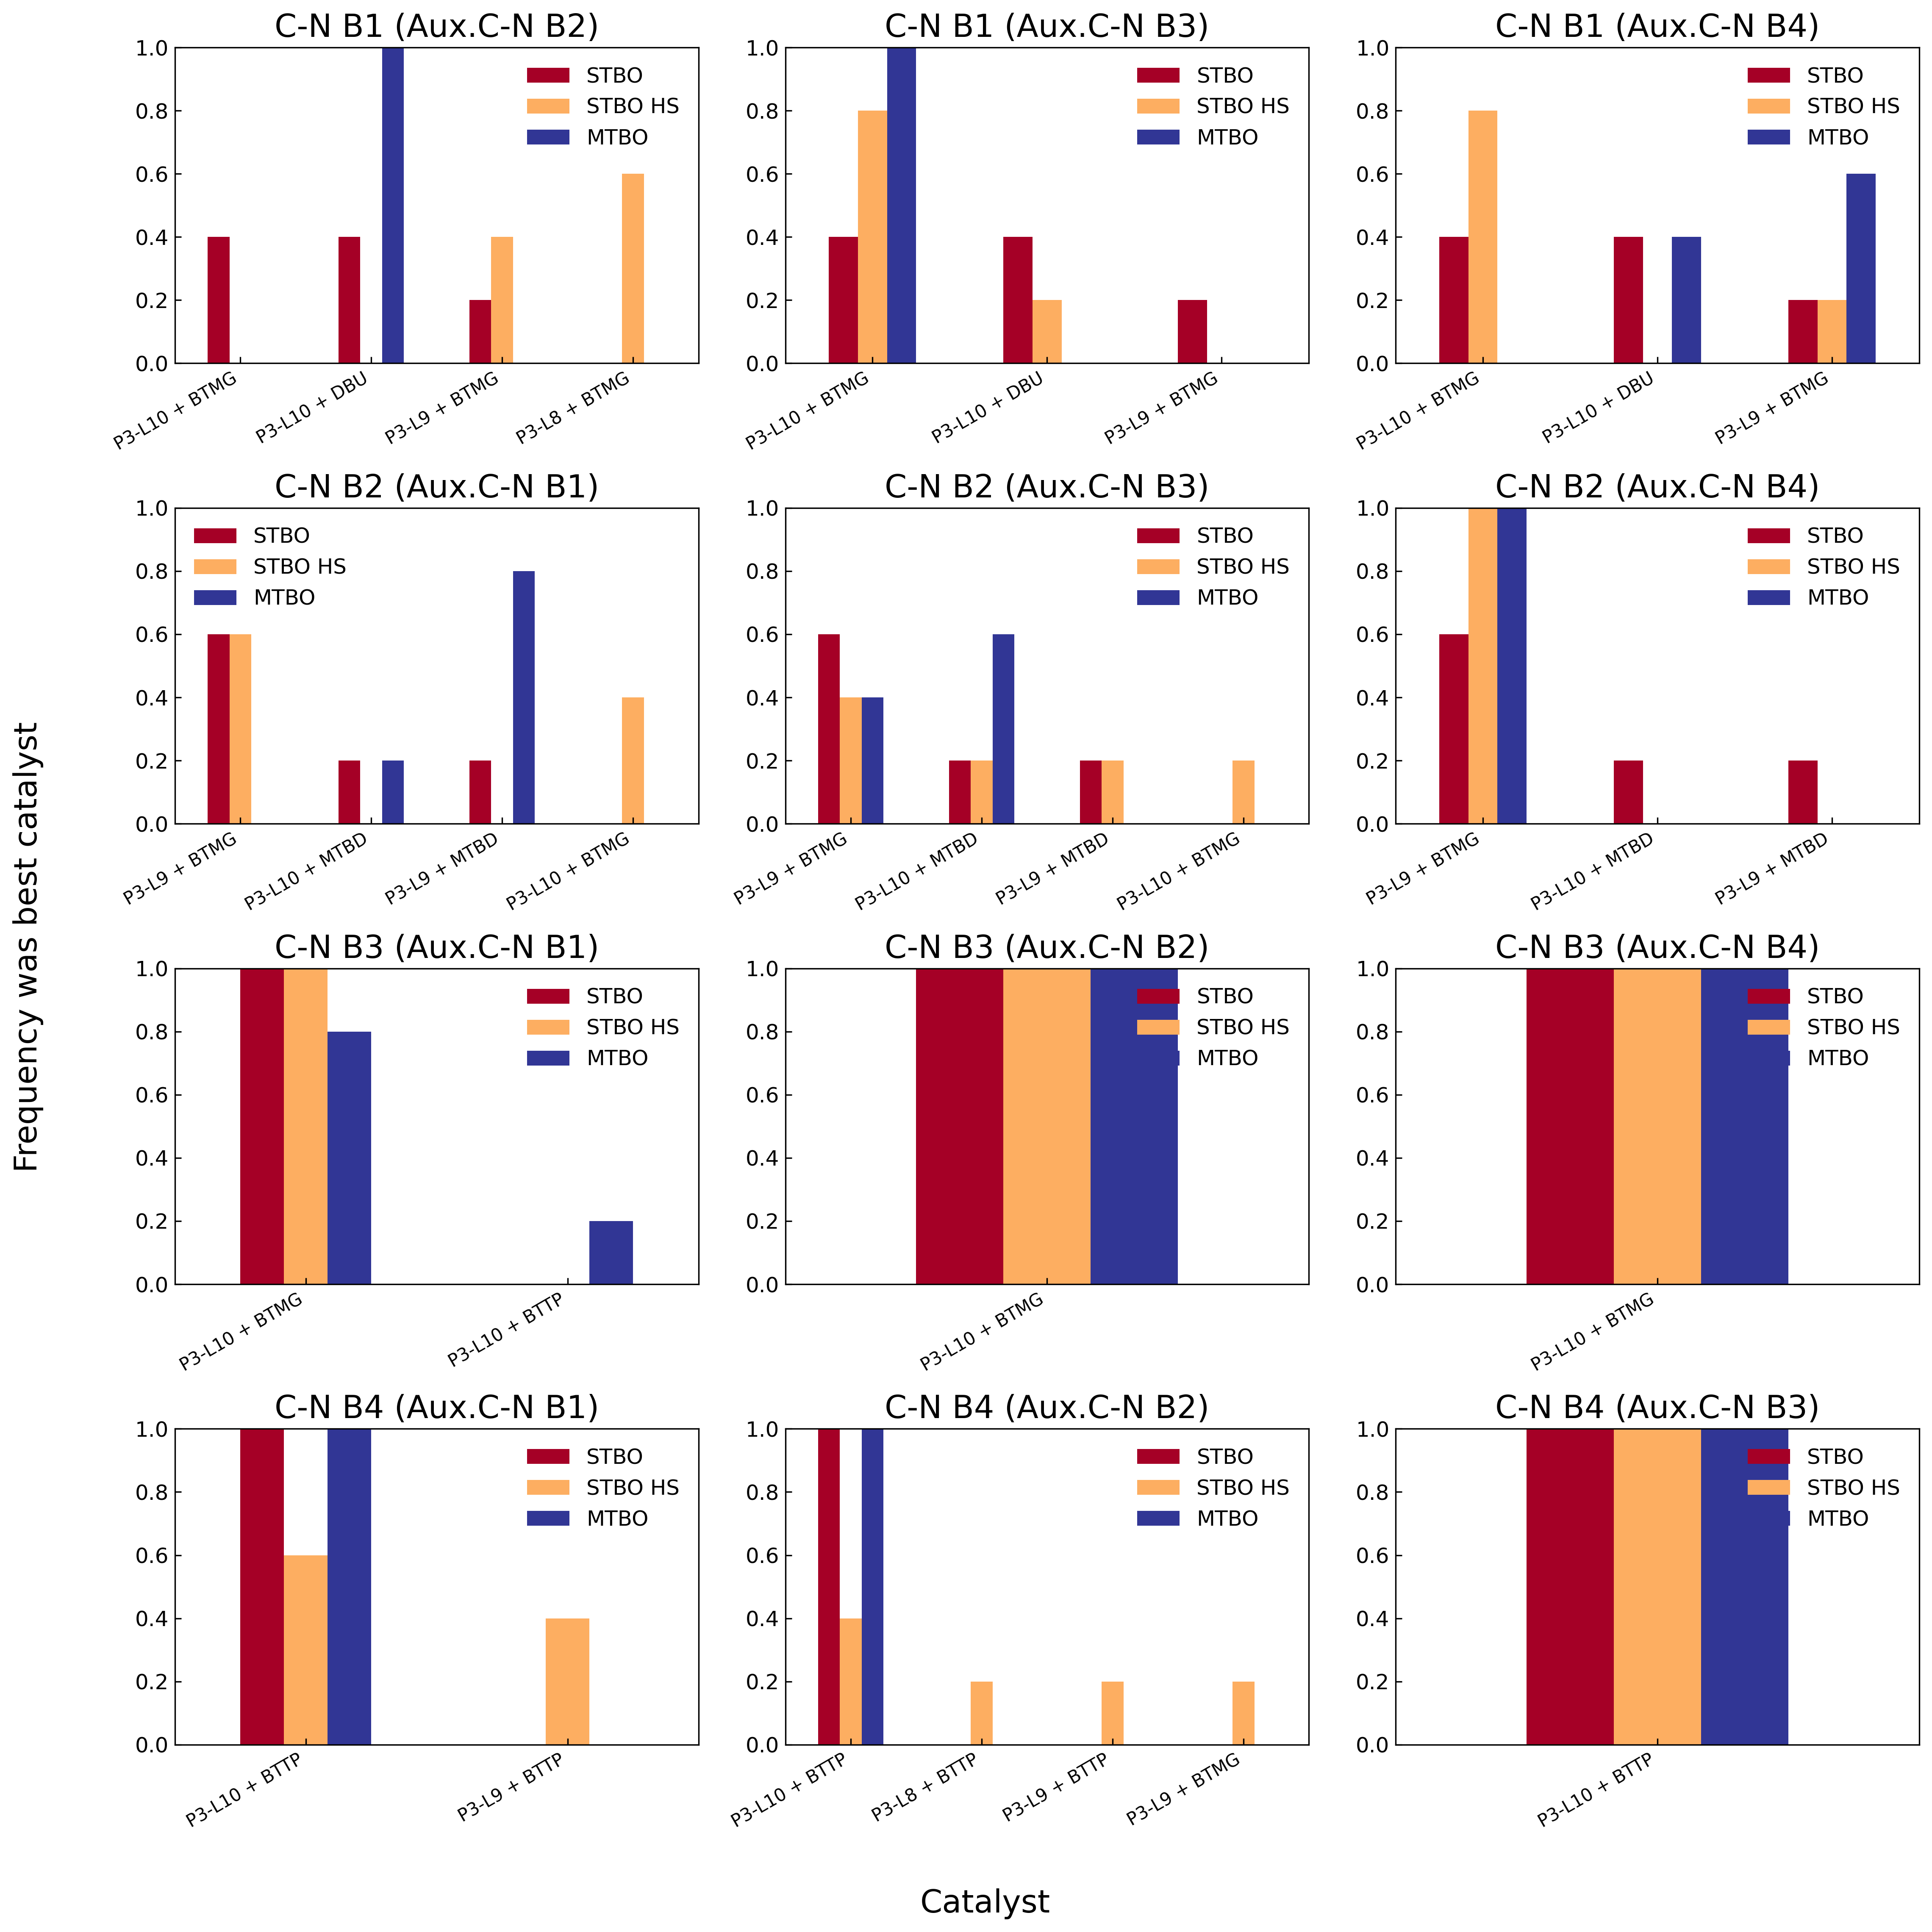 C-N B1 (Aux.C-N B2)
1.0
0.8
0.6
0.4
0.2
0.0
STBO
STBO HS
MTBO
P3-L10 + BTMG
P3-L10 + DBU
P3-L9 + BTMG
P3-L8 + BTMG
C-N B1 (Aux.C-N B3)
1.0
0.8
0.6
0.4
0.2
0.0
STBO
STBO HS
MTBO
P3-L10 + BTMG
P3-L10 + DBU
P3-L9 + BTMG
C-N B1 (Aux.C-N B4)
1.0
0.8
0.6
0.4
0.2
0.0
STBO
STBO HS
MTBO
P3-L10 + BTMG
P3-L10 + DBU
P3-L9 + BTMG
Frequency was best catalyst
C-N B2 (Aux.C-N B1)
1.0
0.8
0.6
0.4
0.2
0.0
STBO
STBO HS
MTBO
P3-L9 + BTMG
P3-L10 + MTBD
P3-L9 + MTBD
P3-L10 + BTMG
C-N B2 (Aux.C-N B3)
1.0
0.8
0.6
0.4
0.2
0.0
STBO
STBO HS
MTBO
P3-L9 + BTMG
P3-L10 + MTBD
P3-L9 + MTBD
P3-L10 + BTMG
C-N B2 (Aux.C-N B4)
1.0
0.8
0.6
0.4
0.2
0.0
STBO
STBO HS
MTBO
P3-L9 + BTMG
P3-L10 + MTBD
P3-L9 + MTBD
C-N B3 (Aux.C-N B1)
1.0
0.8
0.6
0.4
0.2
0.0
STBO
STBO HS
MTBO
P3-L10 + BTMG
P3-L10 + BTTP
C-N B3 (Aux.C-N B2)
1.0
0.8
0.6
0.4
0.2
0.0
STBO
STBO HS
MTBO
P3-L10 + BTMG
C-N B3 (Aux.C-N B4)
1.0
0.8
0.6
0.4
0.2
0.0
STBO
STBO HS
MTBO
P3-L10 + BTMG
C-N B4 (Aux.C-N B1)
1.0
0.8
0.6
0.4
0.2
0.0
STBO
STBO HS
MTBO
P3-L10 + BTTP
P3-L9 + BTTP
C-N B4 (Aux.C-N B2)
1.0
0.8
0.6
0.4
0.2
0.0
STBO
STBO HS
MTBO
P3-L10 + BTTP
P3-L8 + BTTP
P3-L9 + BTTP
P3-L9 + BTMG
C-N B4 (Aux.C-N B3)
1.0
0.8
0.6
0.4
0.2
0.0
STBO
STBO HS
MTBO
P3-L10 + BTTP
Catalyst